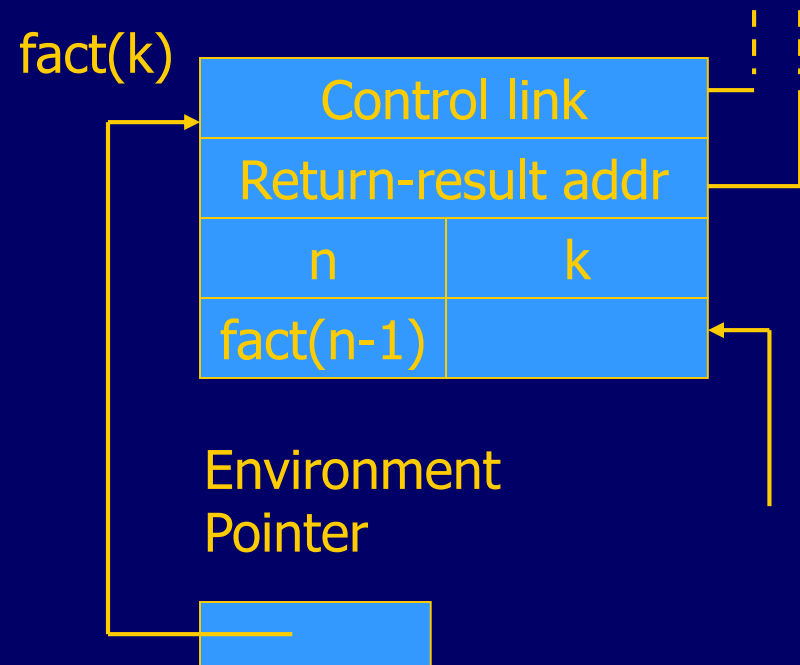 fact(k)
Control link
Return-result addr
n k
fact(n-1)
Environment
Pointer